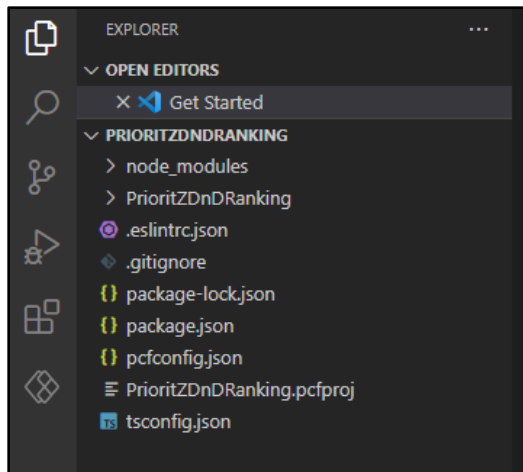 EXPLORER
OPEN EDITORS
Get Started
PRIORITZDNDRANKING
node_modules
PrioritZDnDRanking
.eslintrc.json
.gitignore
{} package-lock.json
{} package.json
{} pcfconfig.json
PrioritZDnDRanking.pcfproj
TS tsconfig.json